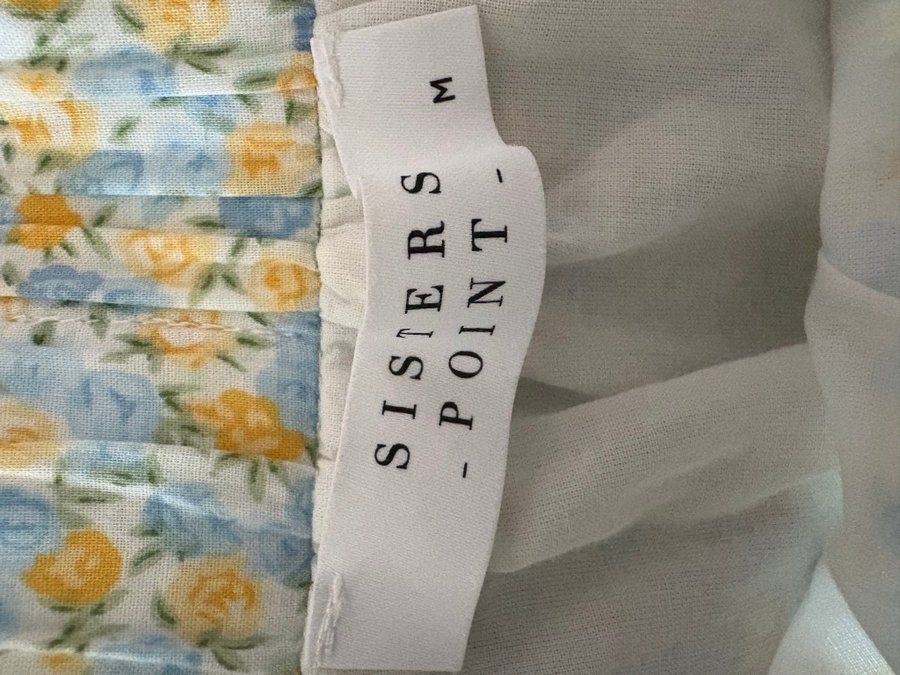 SISTERS
- POINT -
M